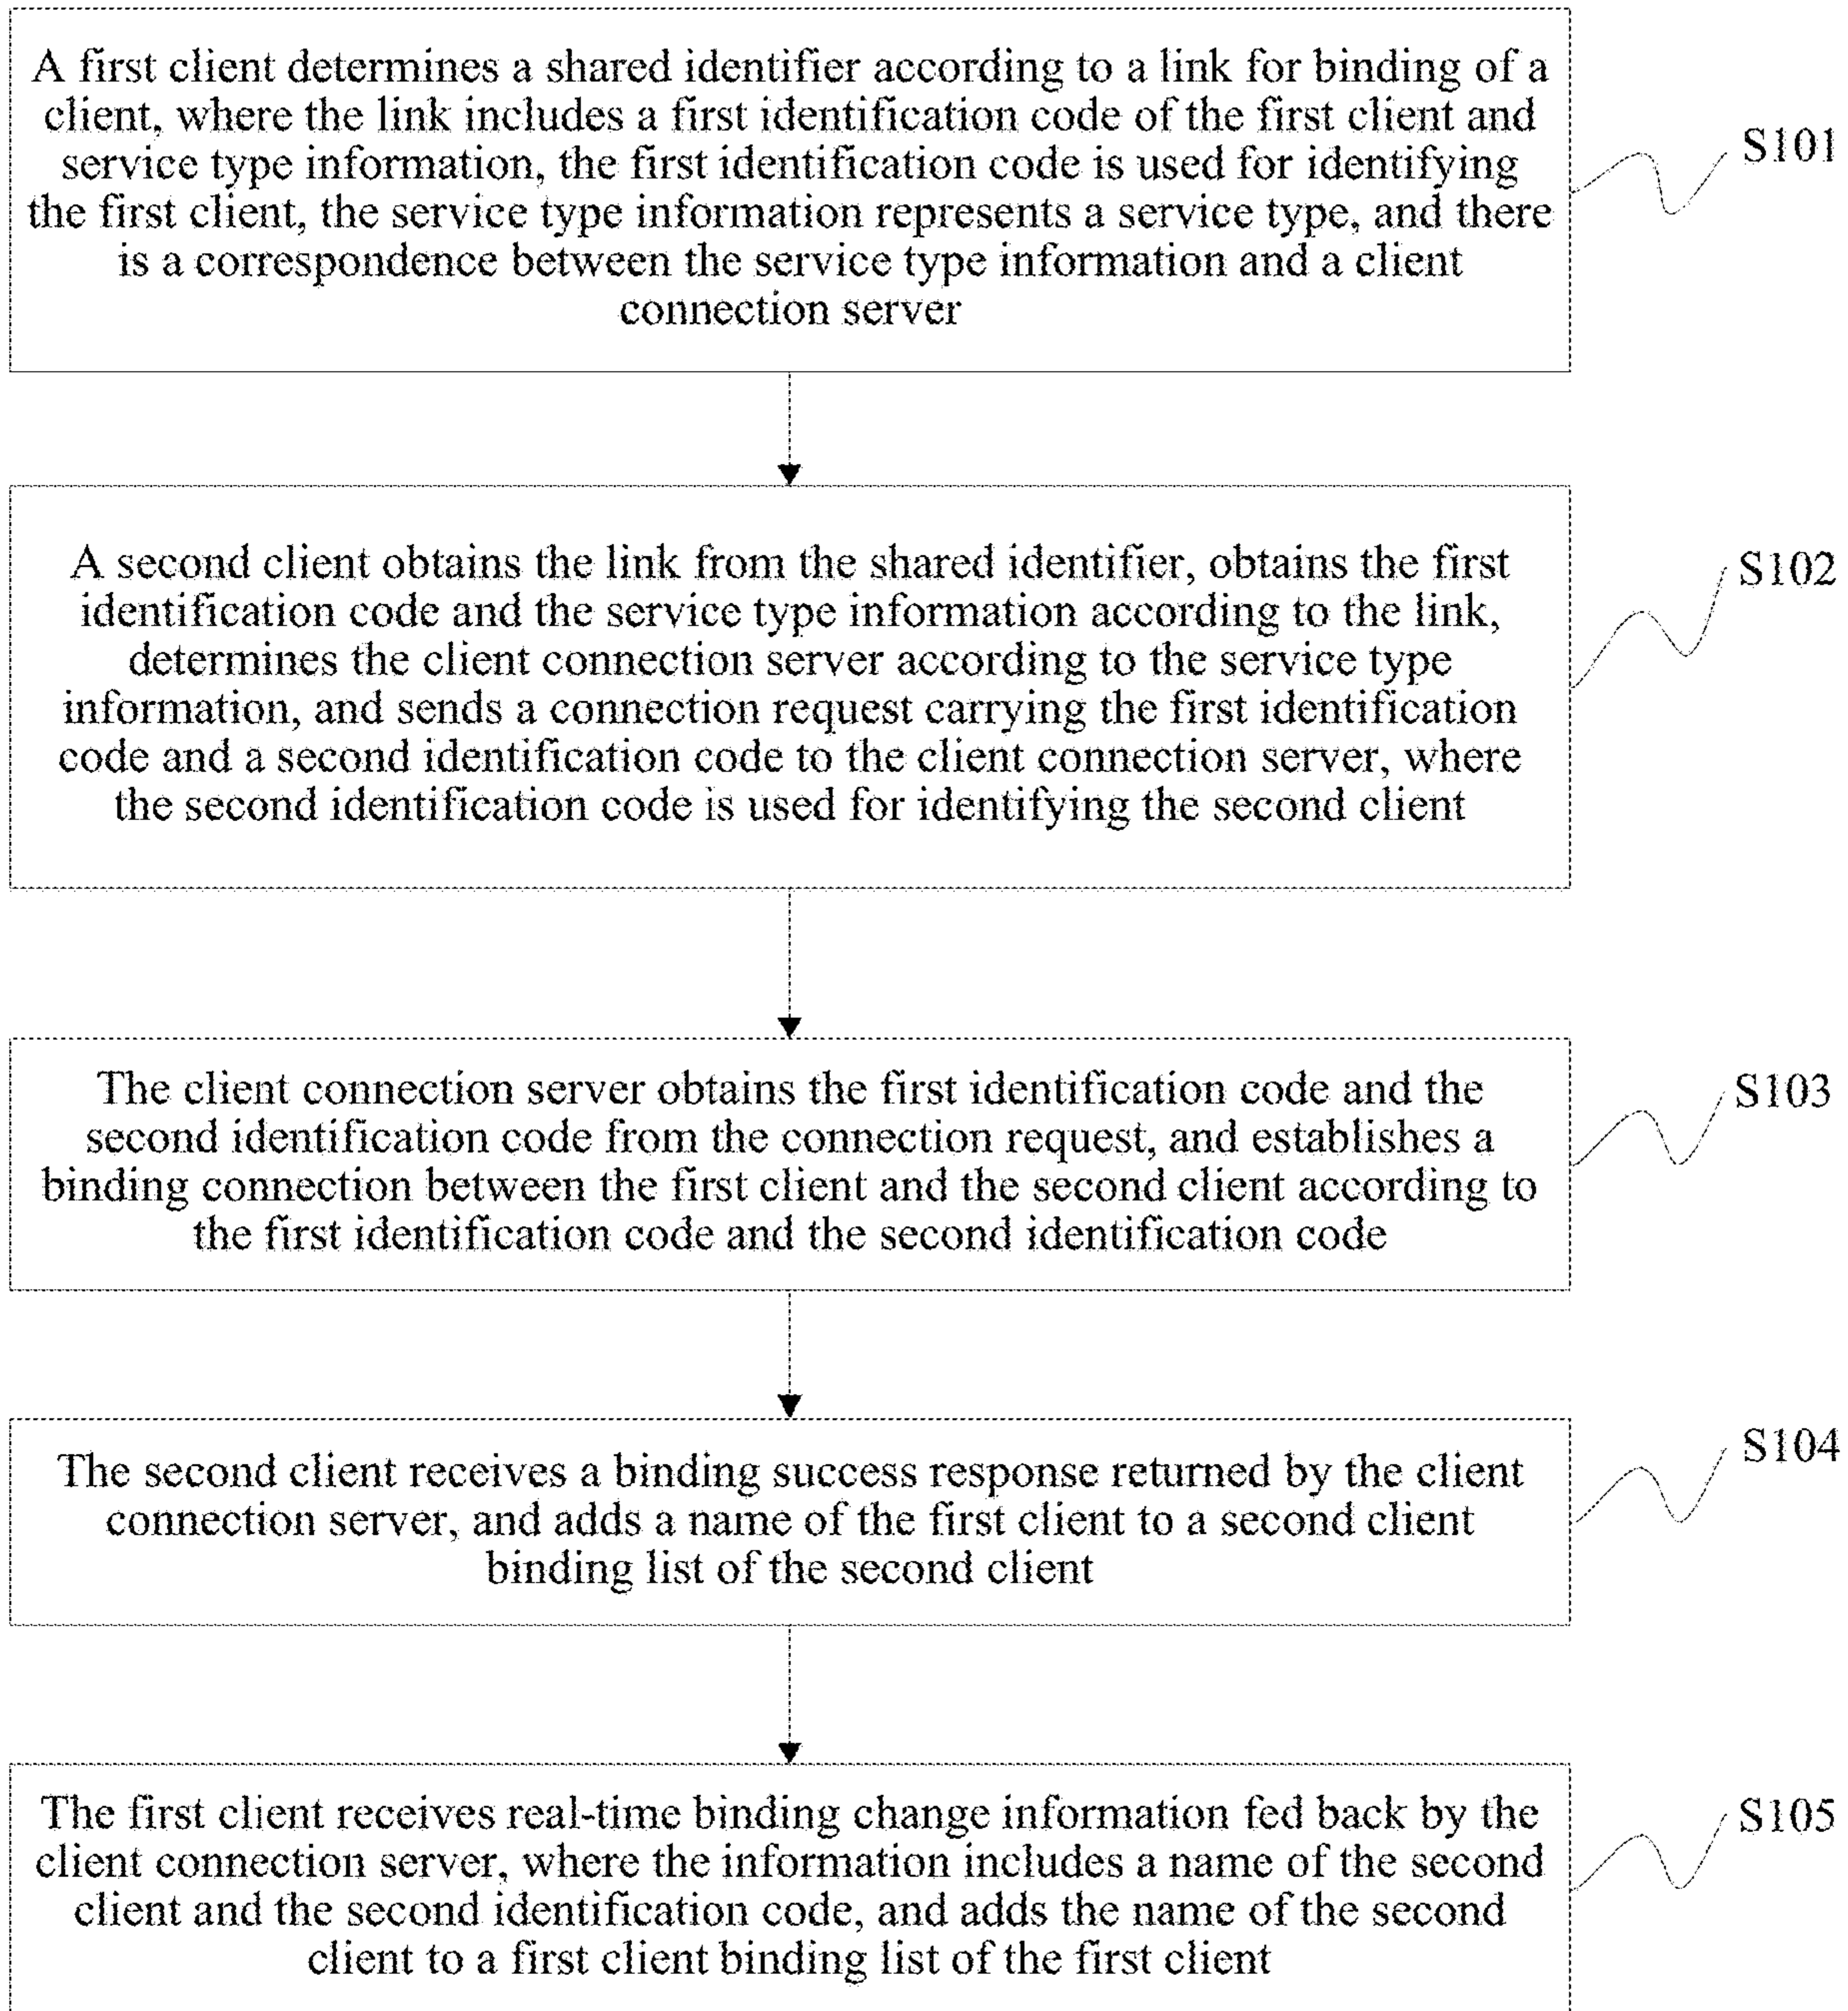 A first client determines a shared identifier according to a link for binding of a
client, where the link includes a first identification code of the first client and
service type information, the first identification code is used for identifying
the first client, the service type information represents a service type, and there
is a correspondence between the service type information and a client
connection server
S101
A second client obtains the link from the shared identifier, obtains the first
identification code and the service type information according to the link,
determines the client connection server according to the service type
information, and sends a connection request carrying the first identification
code and a second identification code to the client connection server, where
the second identification code is used for identifying the second client
S102
The client connection server obtains the first identification code and the
second identification code from the connection request, and establishes a
binding connection between the first client and the second client according to
the first identification code and the second identification code
S103
The second client receives a binding success response returned by the client
connection server, and adds a name of the first client to a second client
binding list of the second client
S104
The first client receives real-time binding change information fed back by the
client connection server, where the information includes a name of the second
client and the second identification code, and adds the name of the second
client to a first client binding list of the first client
S105